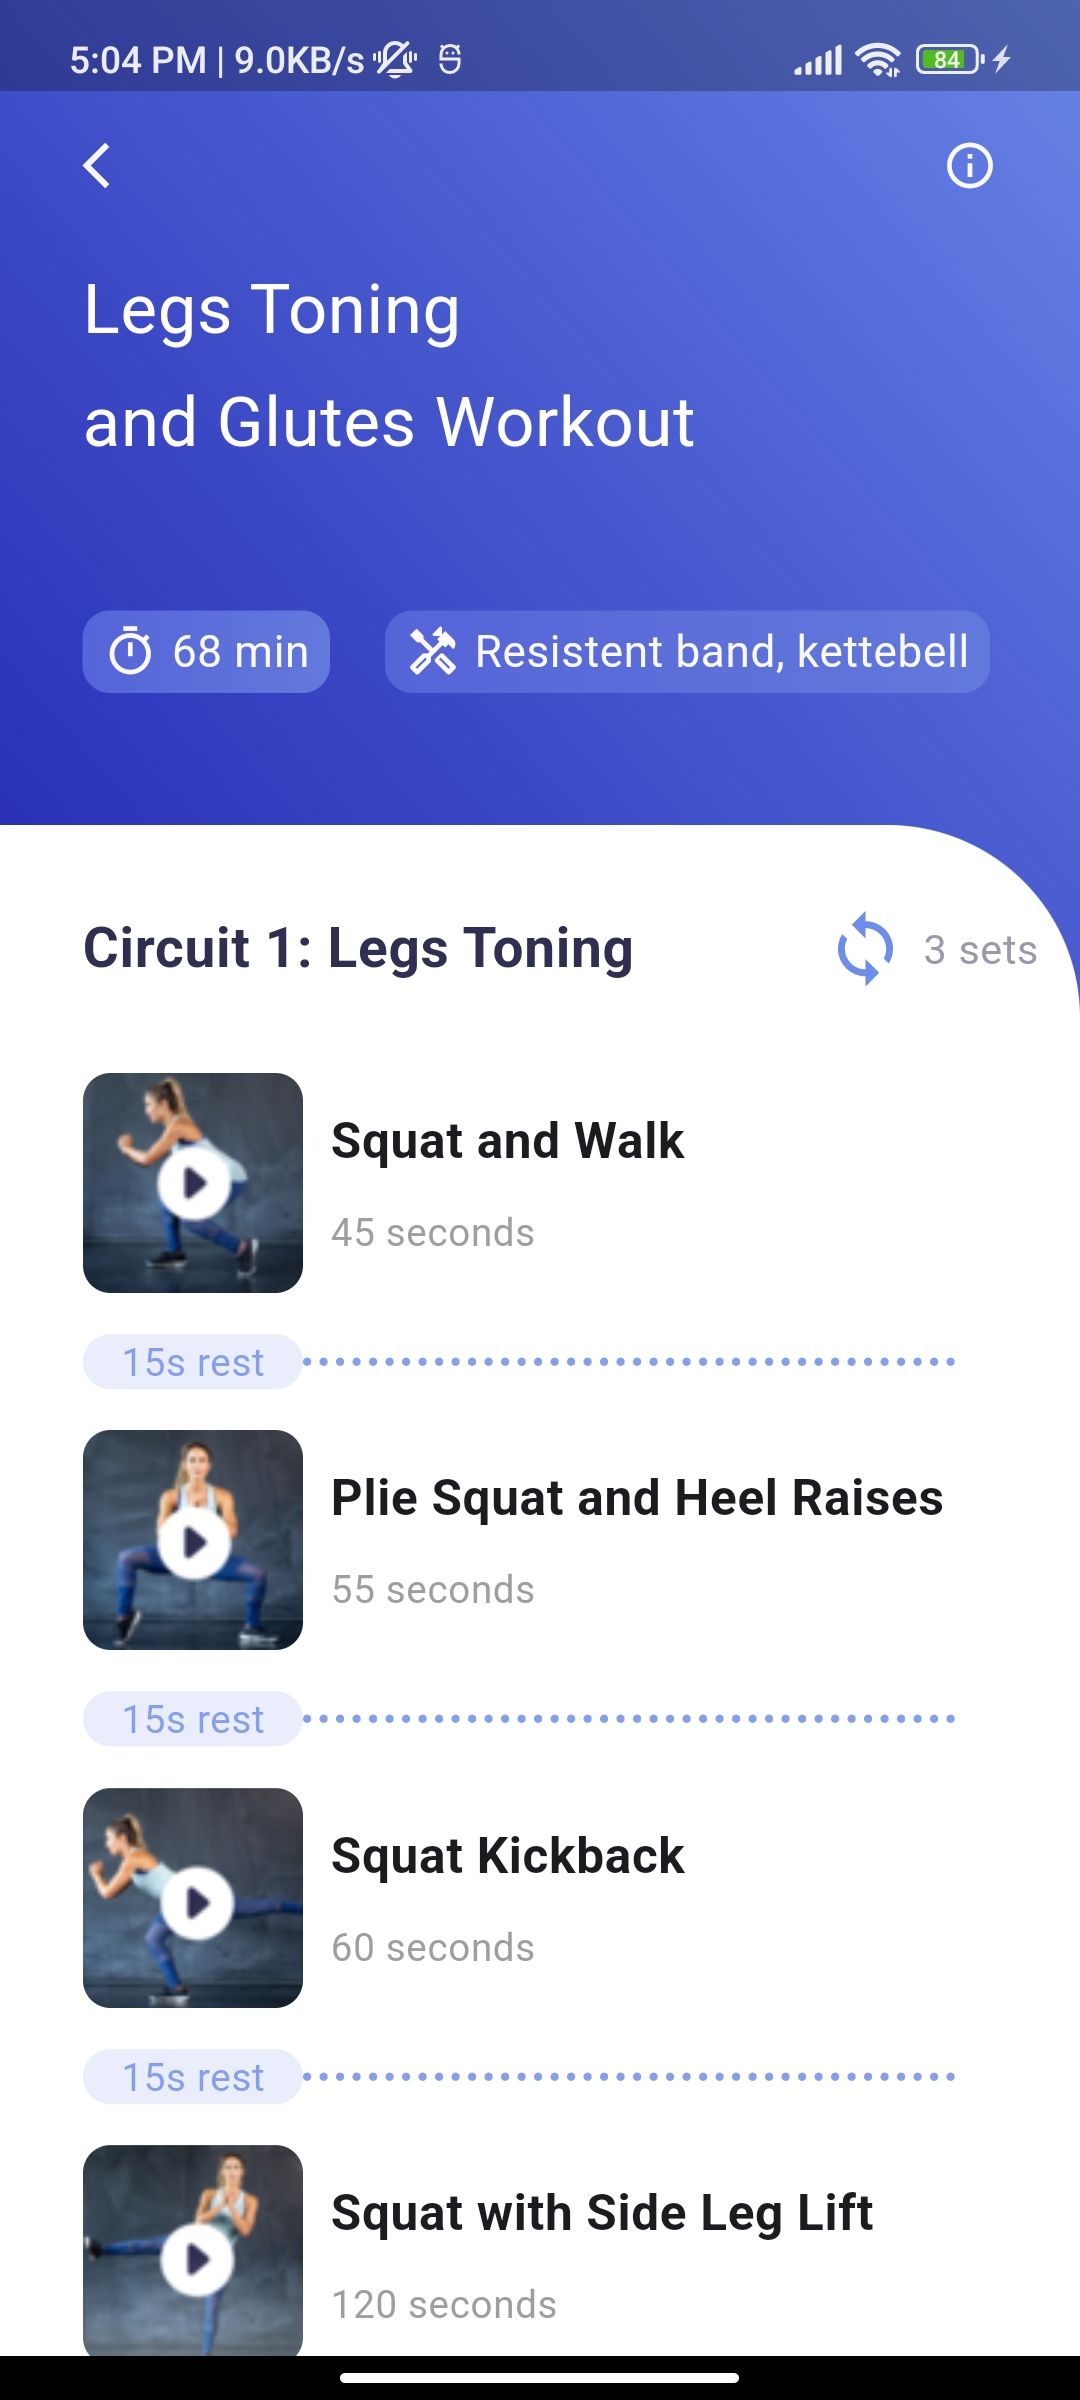 5:04 PM | 9.0KB/s
84
Legs Toning
and Glutes Workout
68 min
Resistent band, kettebell
Circuit 1: Legs Toning
3 sets
Squat and Walk
45 seconds
15s rest
Plie Squat and Heel Raises
55 seconds
15s rest
Squat Kickback
60 seconds
15s rest
Squat with Side Leg Lift
120 seconds